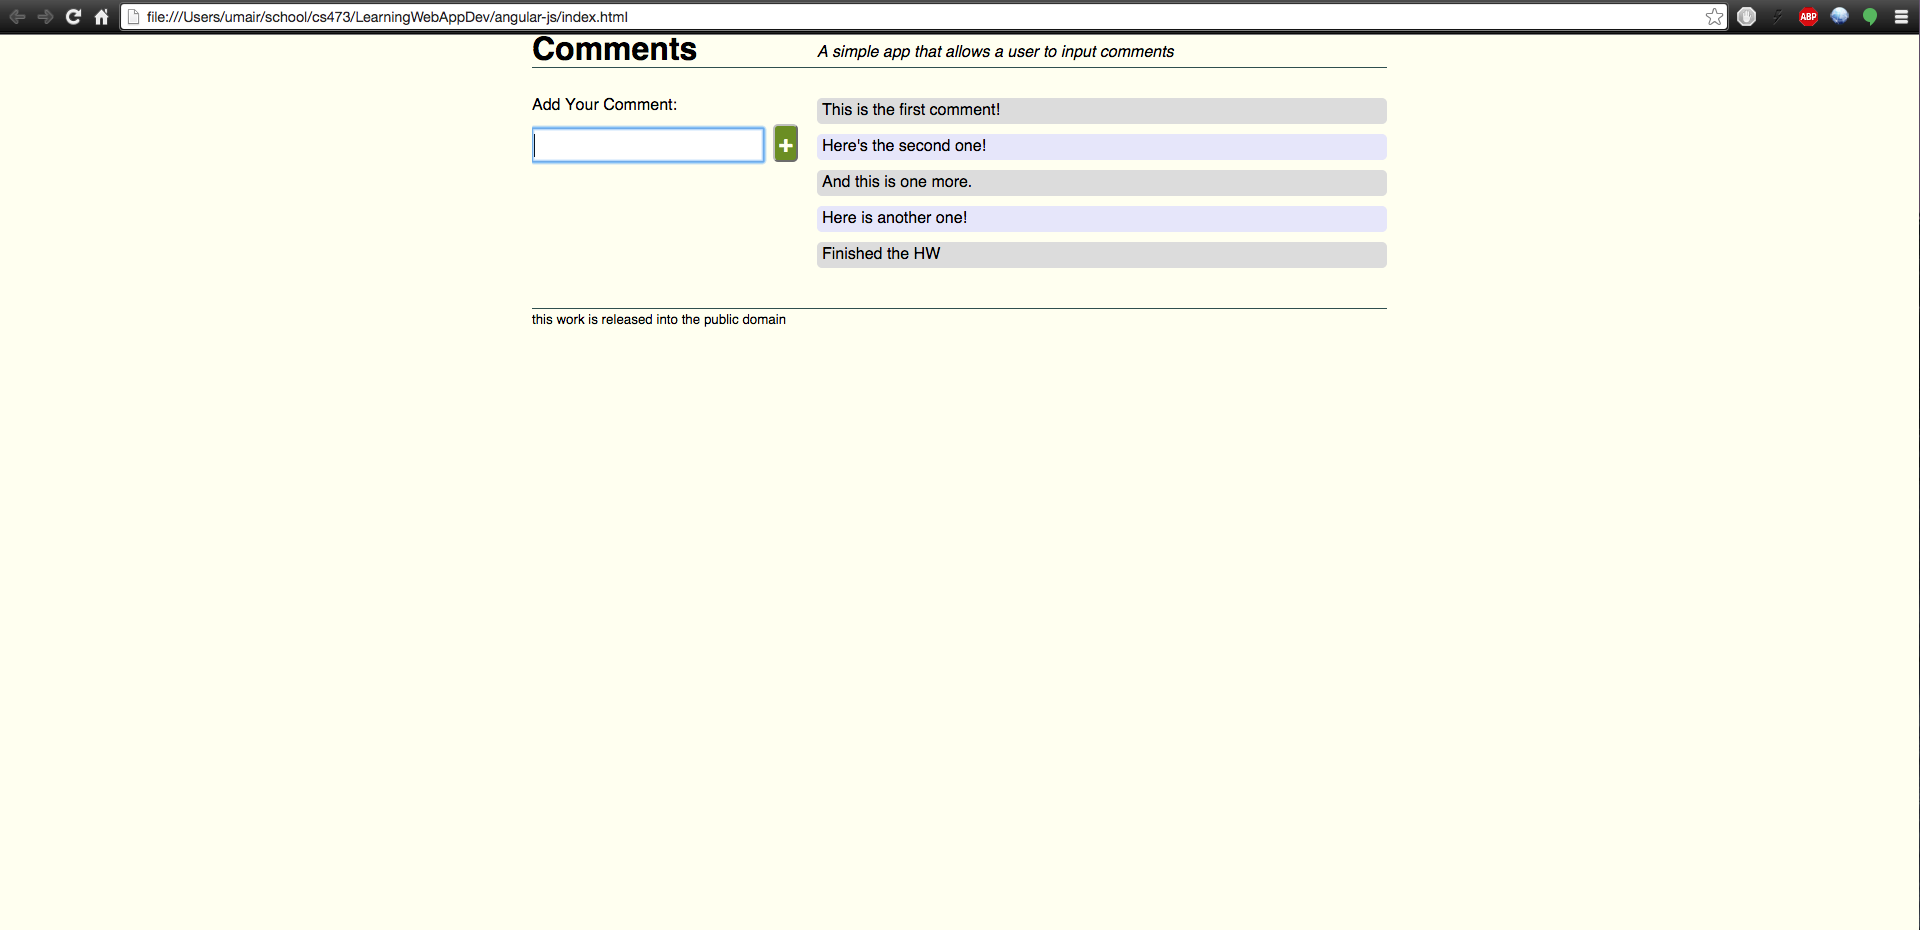 file:///Users/umair/school/cs473/LearningWebAppDev/angular-js/index.html
ABP
Comments
A simple app that allows a user to input comments
Add Your Comment:
+
This is the first comment!
Here's the second one!
And this is one more.
Here is another one!
Finished the HW
this work is released into the public domain